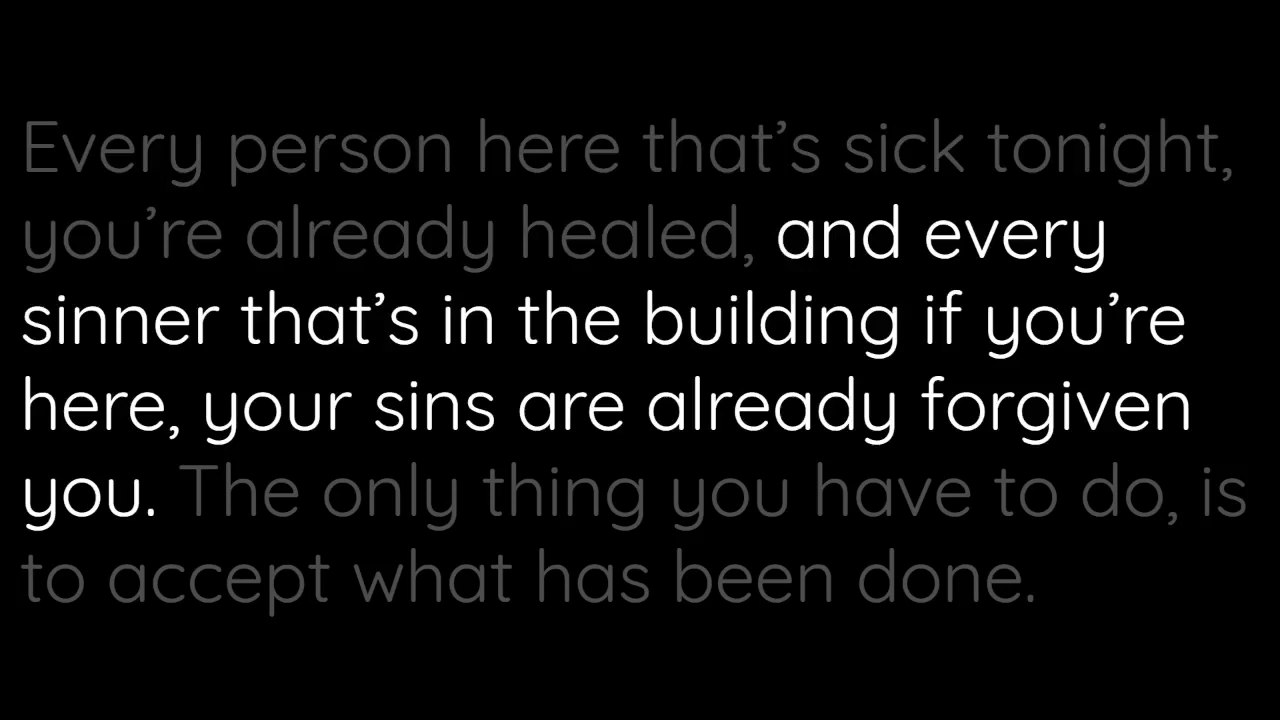 Every person here that’s sick tonight,
you’re already healed, and every
sinner that’s in the building if you’re
here, your sins are already forgiven
you. The only thing you have to do, is
to accept what has been done.